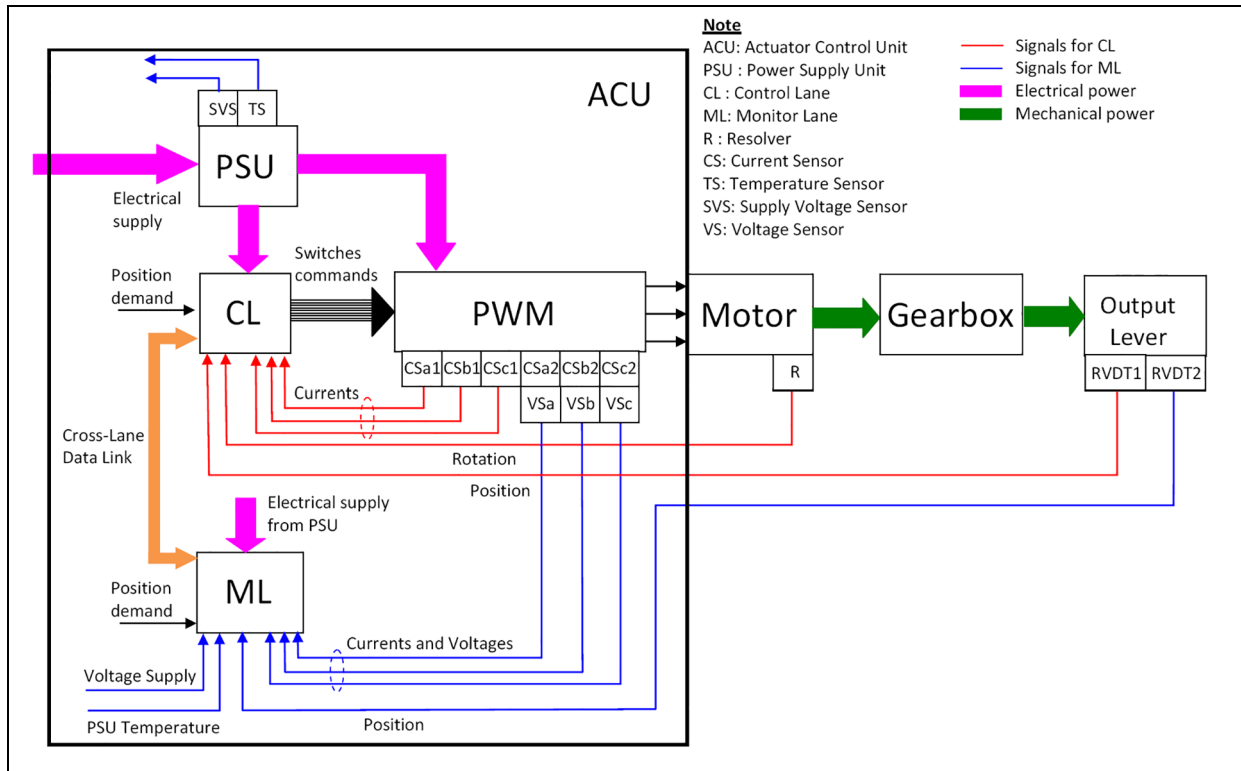 Note
ACU: Actuator Control Unit
PSU : Power Supply Unit
CL : Control Lane
ML: Monitor Lane
R : Resolver
CS: Current Sensor
TS: Temperature Sensor
SVS: Supply Voltage Sensor
VS: Voltage Sensor
Signals for CL
Signals for ML
Electrical power
Mechanical power
ACU
SVS
TS
PSU
Electrical
supply
Switches
commands
Position
demand
CL
PWM
Motor
Gearbox
Output
Lever
CSa1
CSb1
CSc1
CSa2
CSb2
CSc2
VSa
VSb
VSc
R
RVDT1
RVDT2
Currents
Cross-Lane
Data Link
Rotation
Position
Electrical supply
from PSU
ML
Position
demand
Currents and Voltages
Voltage Supply
PSU Temperature
Position